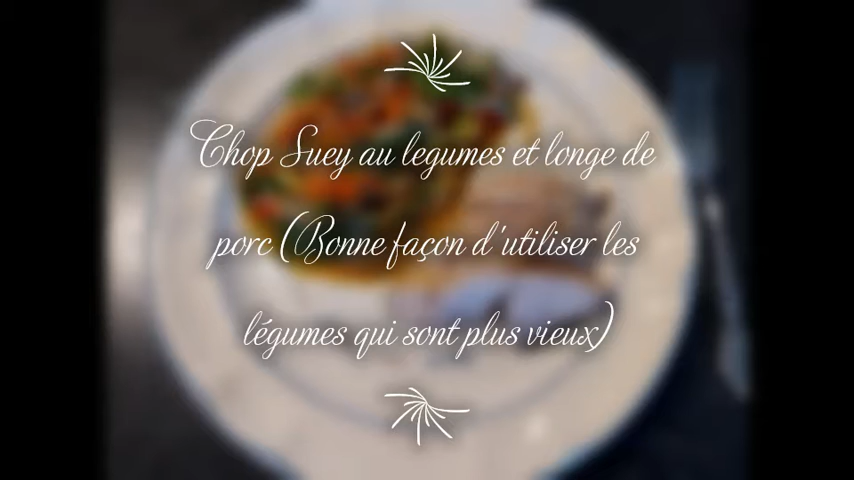 Chop Suey au legumes et longe de
porc (Bonne façon d'utiliser les
légumes qui sont plus vieux)